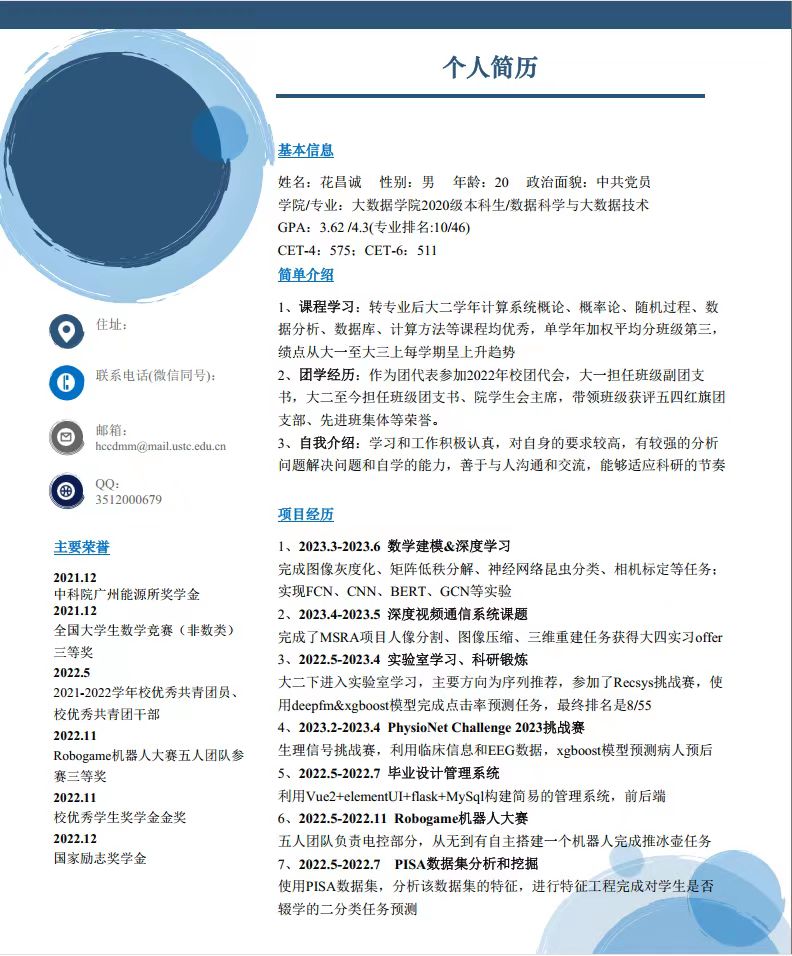 个人简历
基本信息
姓名：花昌诚 性别：男 年龄：20 政治面貌：中共党员
学院/专业：大数据学院2020级本科生/数据科学与大数据技术
GPA：3.62 /4.3(专业排名:10/46)
CET-4：575；CET-6：511
简单介绍
1、课程学习：转专业后大二学年计算系统概论、概率论、随机过程、数
据分析、数据库、计算方法等课程均优秀，单学年加权平均分班级第三，
绩点从大一至大三上每学期呈上升趋势
2、团学经历：作为团代表参加2022年校团代会，大一担任班级副团支
书，大二至今担任班级团支书、院学生会主席，带领班级获评五四红旗团
支部、先进班集体等荣誉。
3、自我介绍：学习和工作积极认真，对自身的要求较高，有较强的分析
问题解决问题和自学的能力，善于与人沟通和交流，能够适应科研的节奏
项目经历
1、2023.3-2023.6 数学建模&深度学习
完成图像灰度化、矩阵低秩分解、神经网络昆虫分类、相机标定等任务；
实现FCN、CNN、BERT、GCN等实验
2、2023.4-2023.5 深度视频通信系统课题
完成了MSRA项目人像分割、图像压缩、三维重建任务获得大四实习offer
3、2022.5-2023.4 实验室学习、科研锻炼
大二下进入实验室学习，主要方向为序列推荐，参加了Recsys挑战赛，使
用deepfm&xgboost模型完成点击率预测任务，最终排名是8/55
4、2023.2-2023.4 PhysioNet Challenge 2023挑战赛
生理信号挑战赛，利用临床信息和EEG数据，xgboost模型预测病人预后
5、2022.5-2022.7 毕业设计管理系统
利用Vue2+elementUI+flask+MySql构建简易的管理系统，前后端
6、2022.5-2022.11 Robogame机器人大赛
五人团队负责电控部分，从无到有自主搭建一个机器人完成推冰壶任务
7、2022.5-2022.7 PISA数据集分析和挖掘
使用PISA数据集，分析该数据集的特征，进行特征工程完成对学生是否
辍学的二分类任务预测
住址：
联系电话(微信同号)：
邮箱：
hccdmm@mail.ustc.edu.cn
QQ：
3512000679
主要荣誉
2021.12
中科院广州能源所奖学金
2021.12
全国大学生数学竞赛（非数类）
三等奖
2022.5
2021-2022学年校优秀共青团员、
校优秀共青团干部
2022.11
Robogame机器人大赛五人团队参
赛三等奖
2022.11
校优秀学生奖学金金奖
2022.12
国家励志奖学金